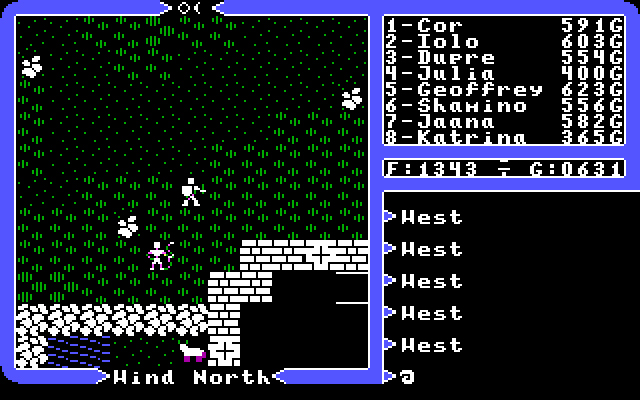 1-Cor 591G
2-Iolo 603G
3-Dupre 554G
4-Julia 400G
5-Geoffrey 623G
6-Shamino 556G
7-Jaana 582G
8-Katrina 365G
F:1343 G:0631
West
West
West
West
West
Wind North